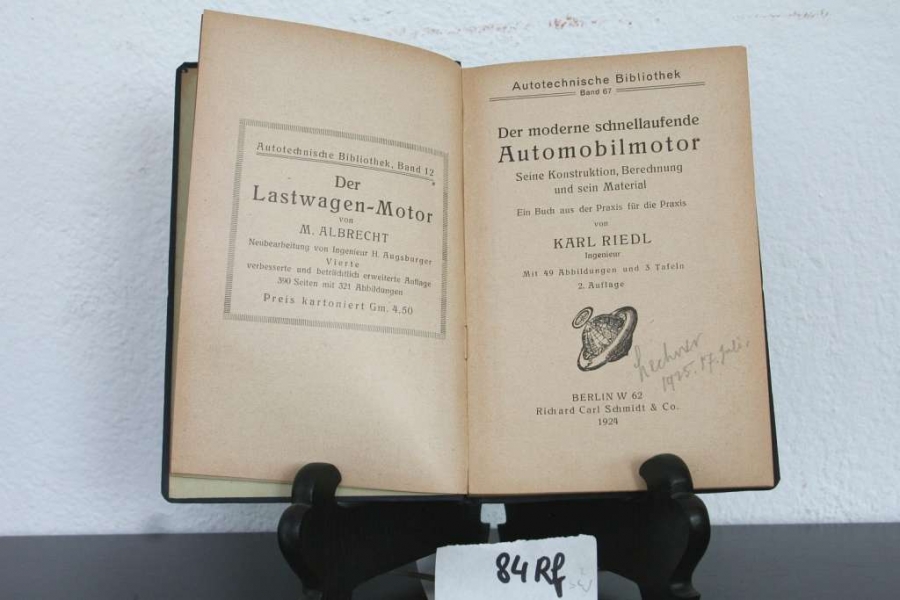 Autotechnische Bibliothek, Band 12
Der
Lastwagen-Motor
von
M. ALBRECHT
Neubearbeitung von Ingenieur H. Augsburger
Vierte
verbesserte und beträchtlich erweiterte Auflage
390 Seiten mit 321 Abbildungen
Preis kartoniert Gm. 4,50
Autotechnische Bibliothek
Band 67
Der moderne schnellaufende
Automobilmotor
Seine Konstruktion, Berechnung
und sein Material
Ein Buch aus der Praxis für die Praxis
von
KARL RIEDL
Ingenieur
Mit 49 Abbildungen und 3 Tafeln
2. Auflage
Lechner
1925. 17. Juli.
BERLIN W 62
Richard Carl Schmidt & Co.
1924
84 Rf